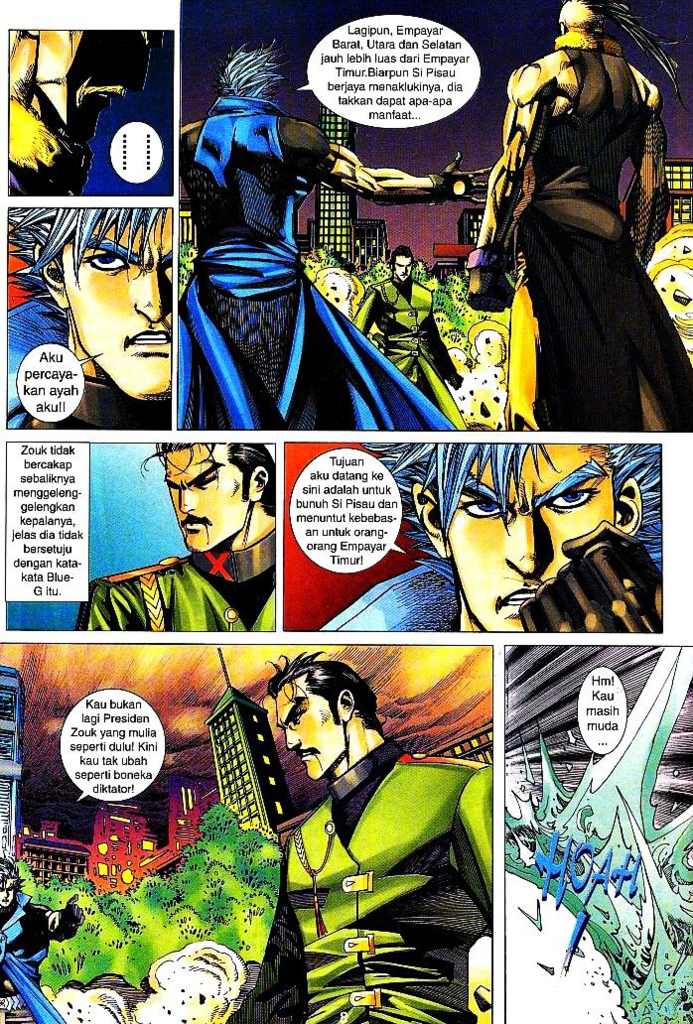 Lagipun, Empayar
Barat, Utara dan Selatan
jauh lebih luas dari Empayar
Timur.Biarpun Si Pisau
berjaya menaklukinya, dia
takkan dapat apa-apa
manfaat...
Aku
percaya-
kan ayah
aku!!
Zouk tidak
bercakap
sebaliknya
menggeleng-
gelengkan
kepalanya,
jelas dia tidak
bersetuju
dengan kata-
kata Blue-
G itu.
Tujuan
aku datang ke
sini adalah untuk
bunuh Si Pisau dan
menuntut kebebas-
an orang-
orang Empayar
Timur!
Kau bukan
lagi Presiden
Zouk yang mulia
seperti dulu! Kini
kau tak ubah
seperti boneka
diktator!
Hm!
Kau
masih
muda
...
HOAH
8